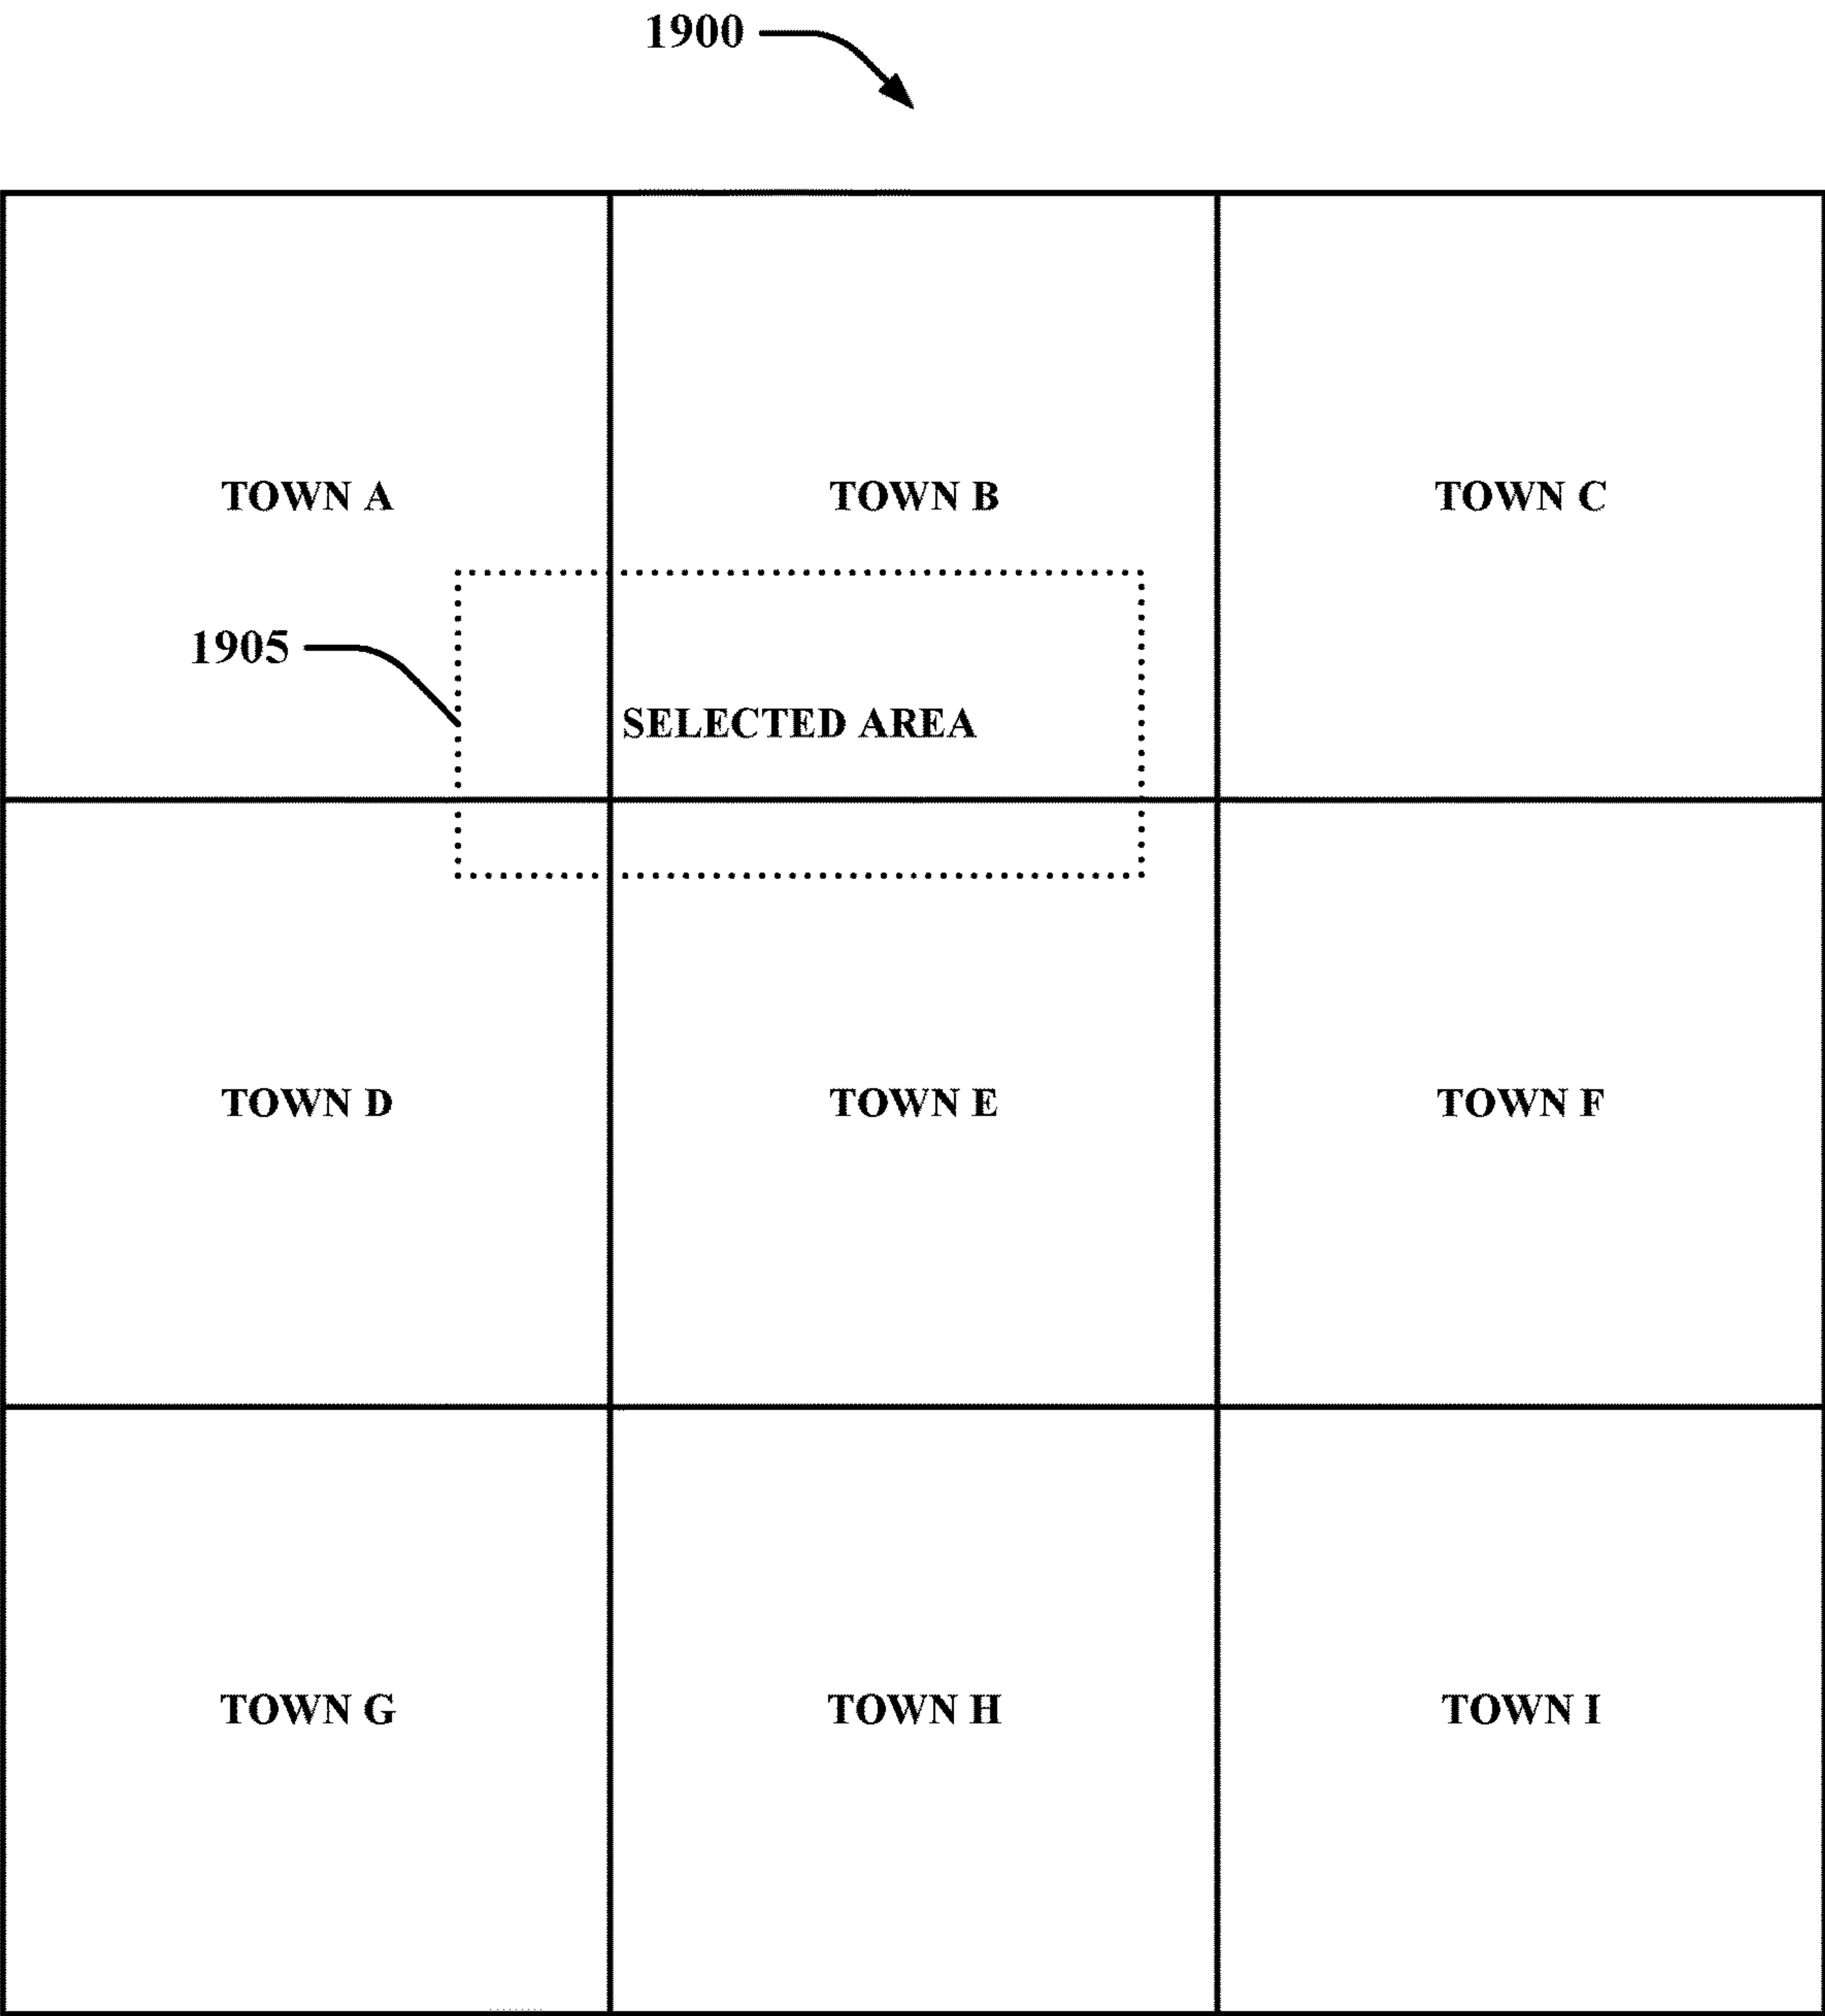 1900
TOWN A
TOWN B
TOWN C
1905
SELECTED AREA
TOWN D
TOWN E
TOWN F
TOWN G
TOWN H
TOWN I